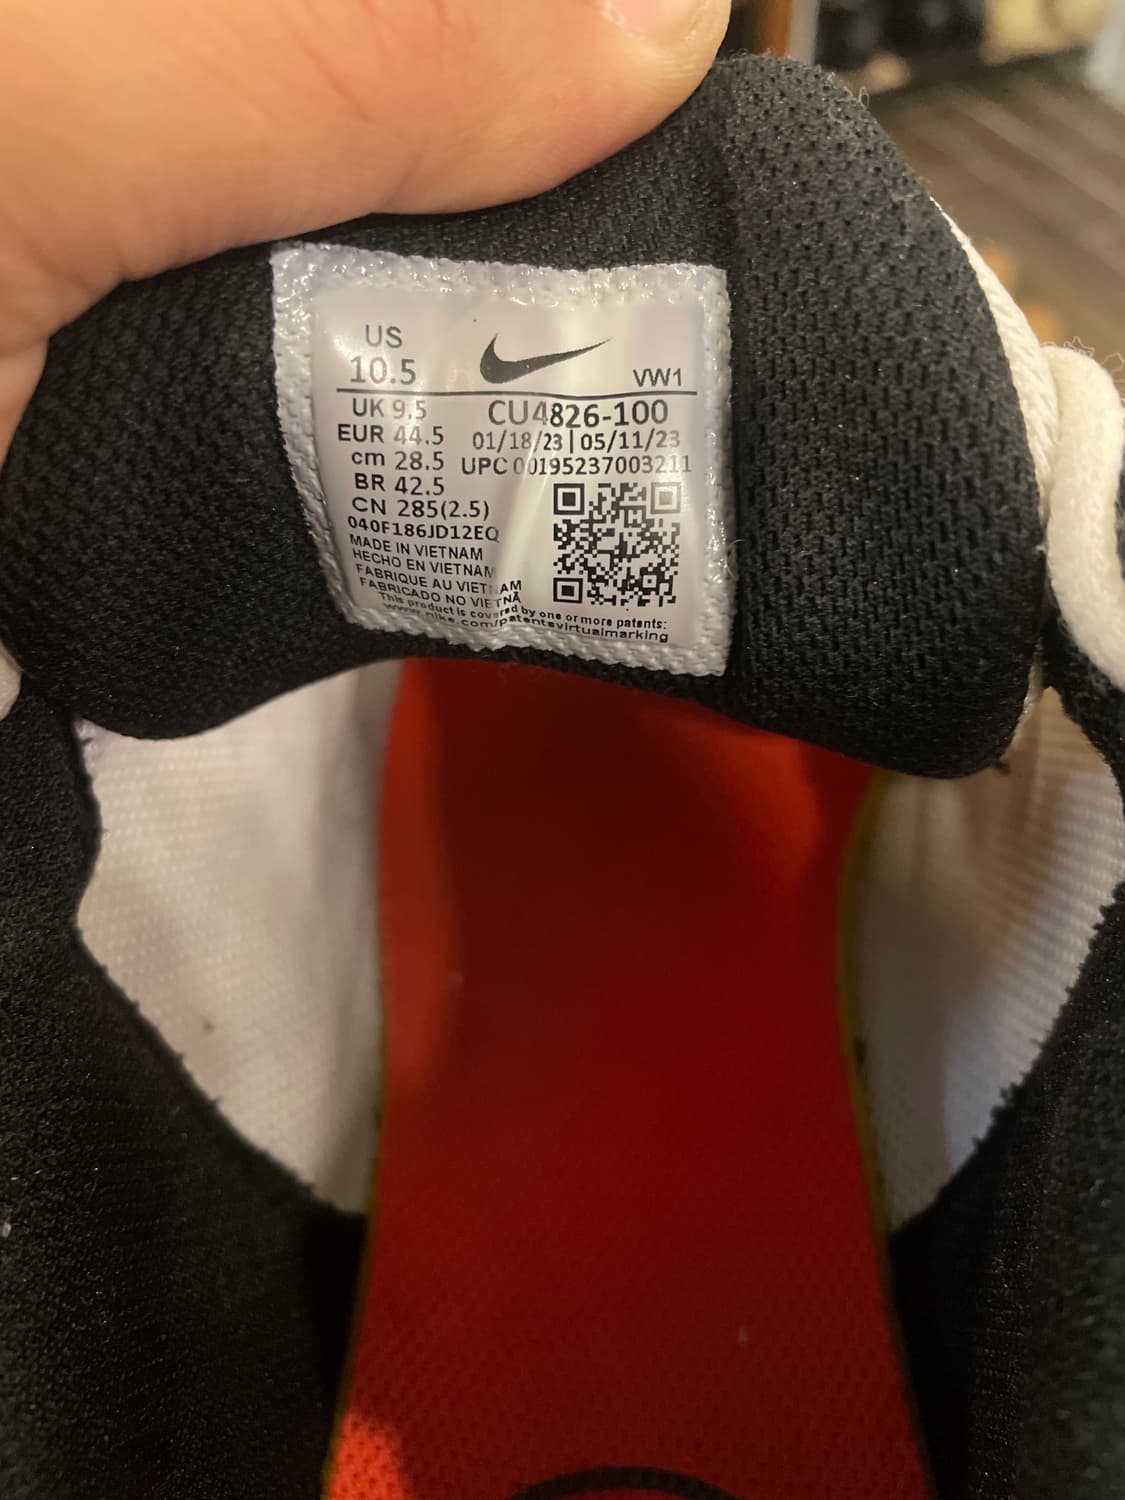 US
10.5
VW1
UK 9.5
EUR 44.5
cm 28.5
BR 42.5
CN 285(2.5)
040F186JD12EQ
CU4826-100
01/18/23 | 05/11/23
UPC 00195237003211
MADE IN VIETNAM
HECHO EN VIETNAM
FABRIQUE AU VIETNAM
FABRICADO NO VIETNÃ
This product is covered by one or more patents:
www.nike.com/patentsvirtualmarking